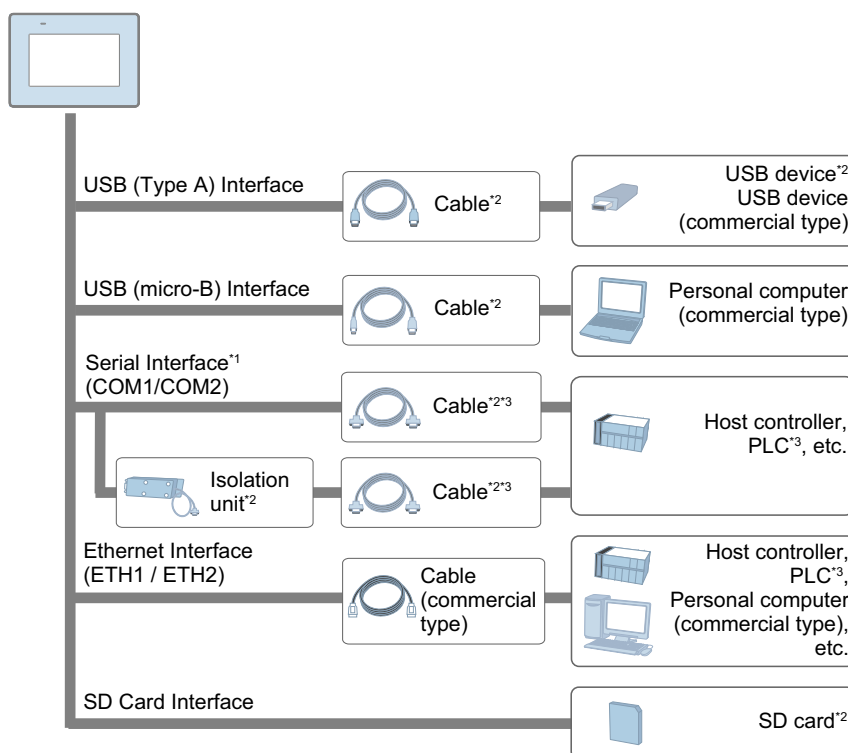 USB (Type A) Interface
Cable*2
USB device*2
USB device
(commercial type)
USB (micro-B) Interface
Cable*2
Personal computer
(commercial type)
Serial Interface*1
(COM1/COM2)
Cable*2*3
Host controller,
PLC*3, etc.
Isolation
unit*2
Cable*2*3
Ethernet Interface
(ETH1 / ETH2)
Cable
(commercial
type)
Host controller,
PLC*3,
Personal computer
(commercial type),
etc.
SD Card Interface
SD card*2